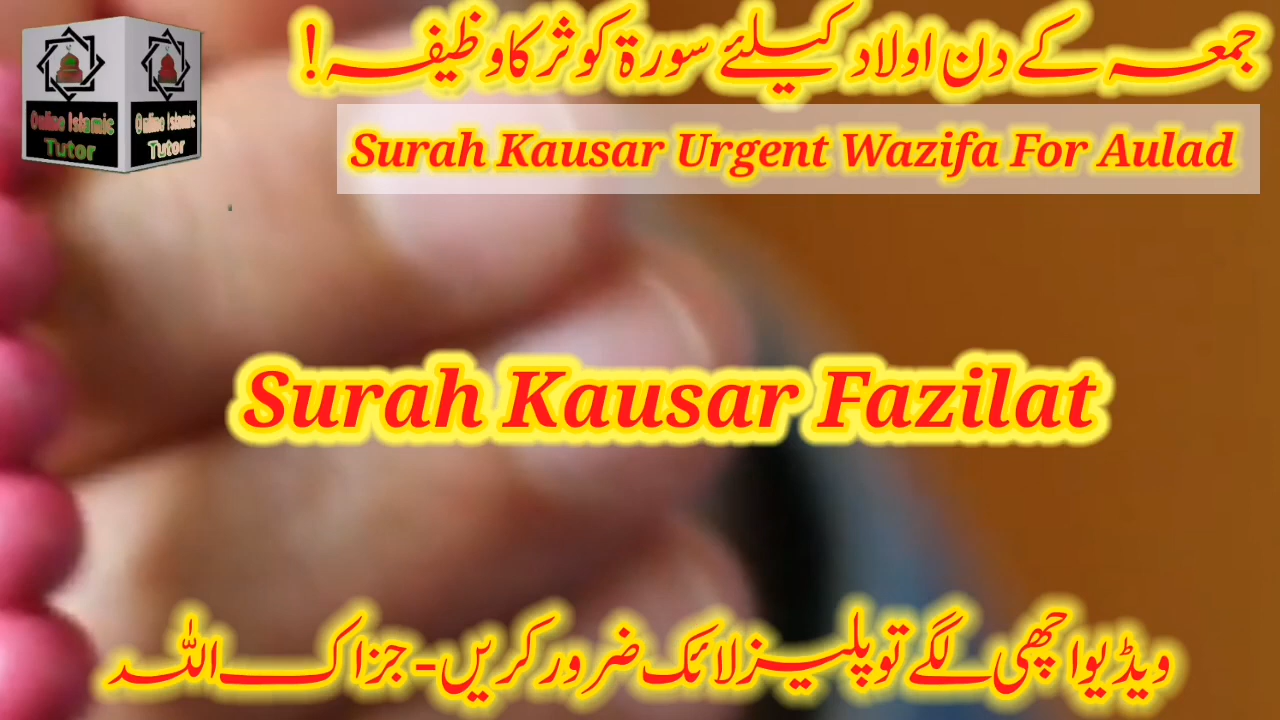 جمعہ کے دن اولاد کیلئے سورۃ کوثر کا وظیفہ!
Surah Kausar Urgent Wazifa For Aulad
Online Islamic
Tutor
Online Islamic
Tutor
Surah Kausar Fazilat
ویڈیو اچھی لگے تو پلیز لائک ضرور کریں - جزاک اللہ